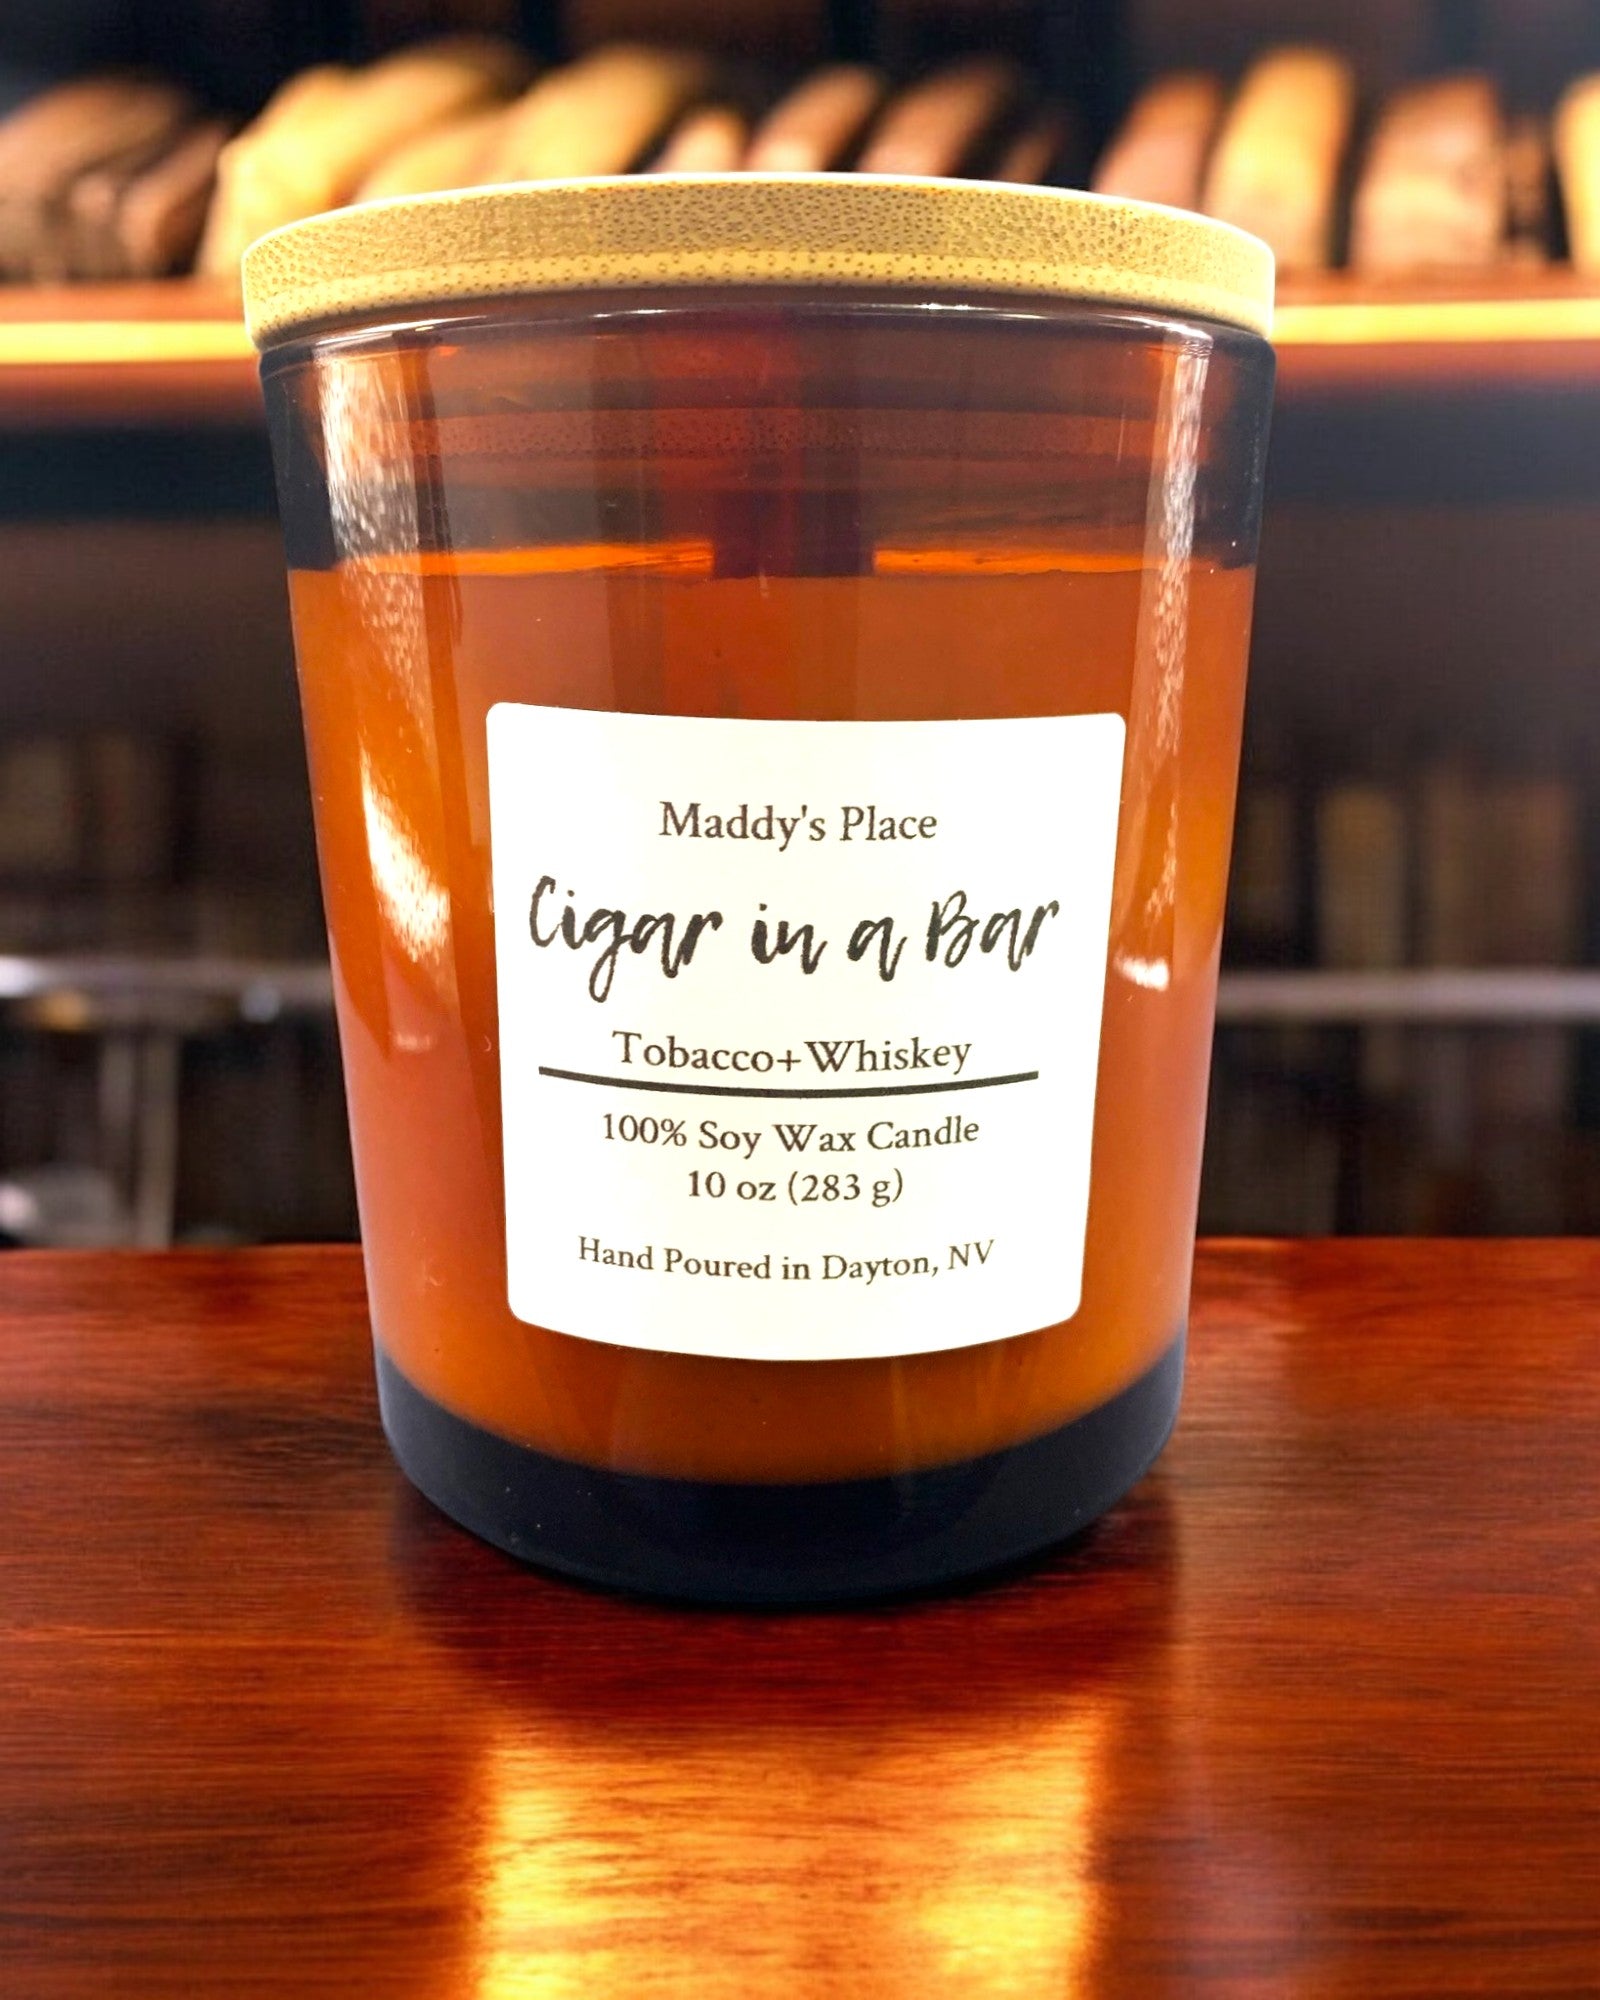 Maddy's Place
Cigar in a Bar
Tobacco+Whiskey
100% Soy Wax Candle
10 oz (283 g)
Hand Poured in Dayton, NV